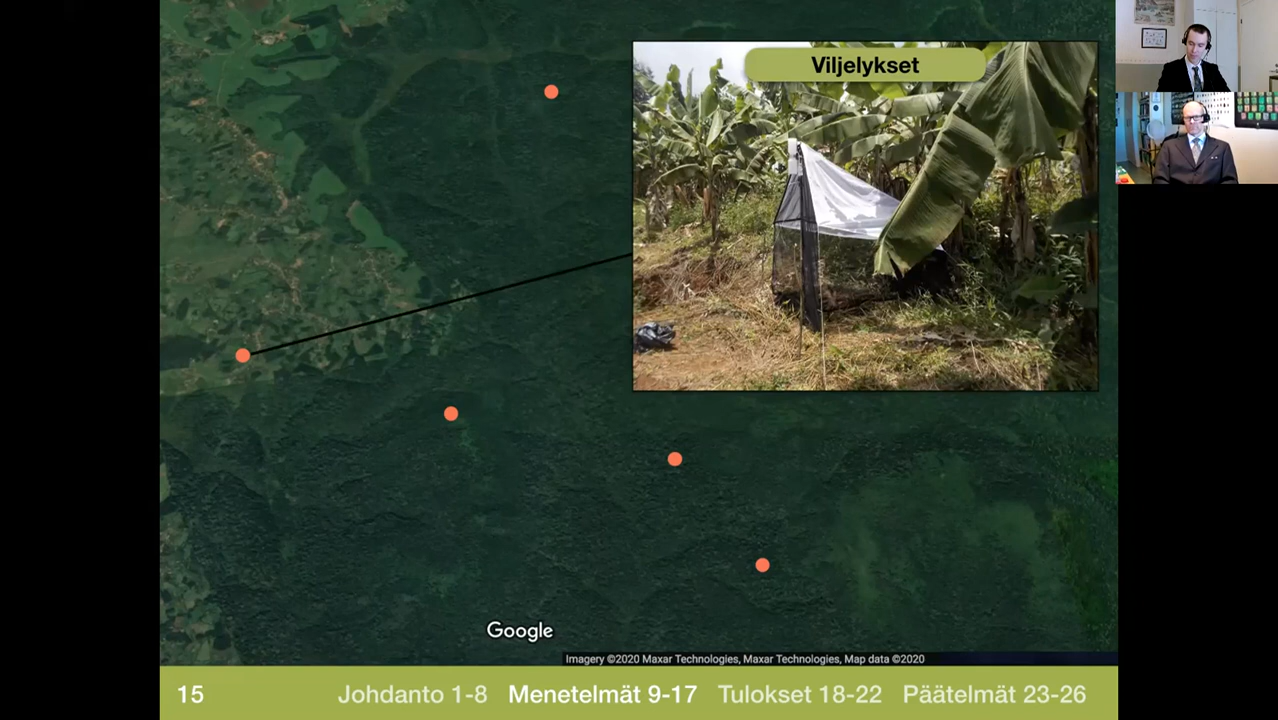 Viljelykset
Google
Imagery ©2020 Maxar Technologies, Maxar Technologies, Map data ©2020
15
Johdanto 1-8 Menetelmät 9-17 Tulokset 18-22 Päätelmät 23-26